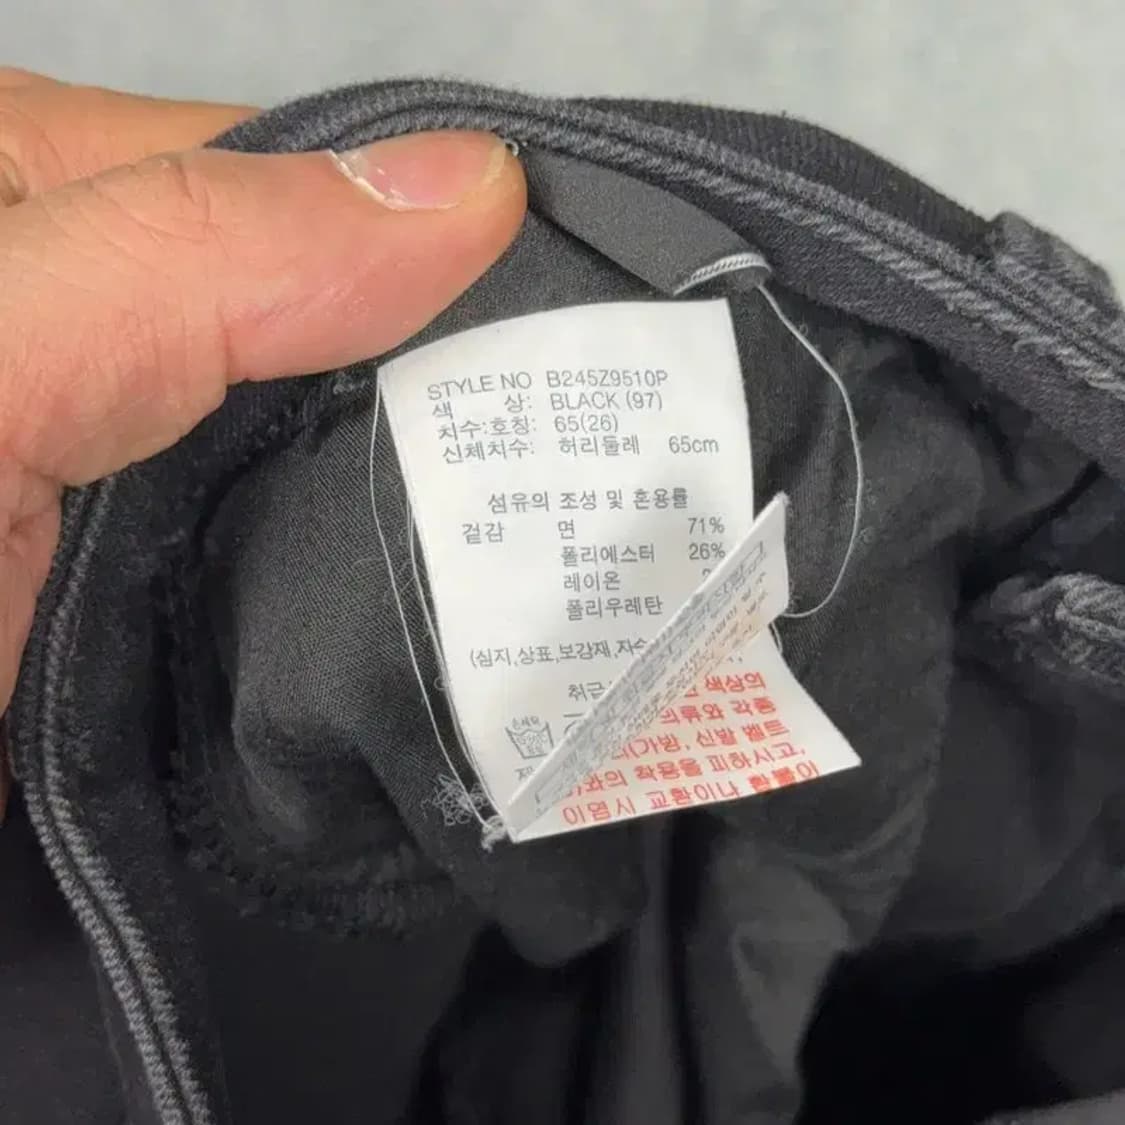 STYLE NO B245Z9510P
색 상: BLACK (97)
치수:호칭: 65(26)
신체치수: 허리둘레 65cm
섬유의 조성 및 혼용률
겉감 면 71%
폴리에스터 26%
레이온
폴리우레탄
(심지,상표,보강재,자수
취급
색상의
의류와 각종
(가방, 신발 벨트
)와의 착용을 피하시고,
이염시 교환이나 환불이